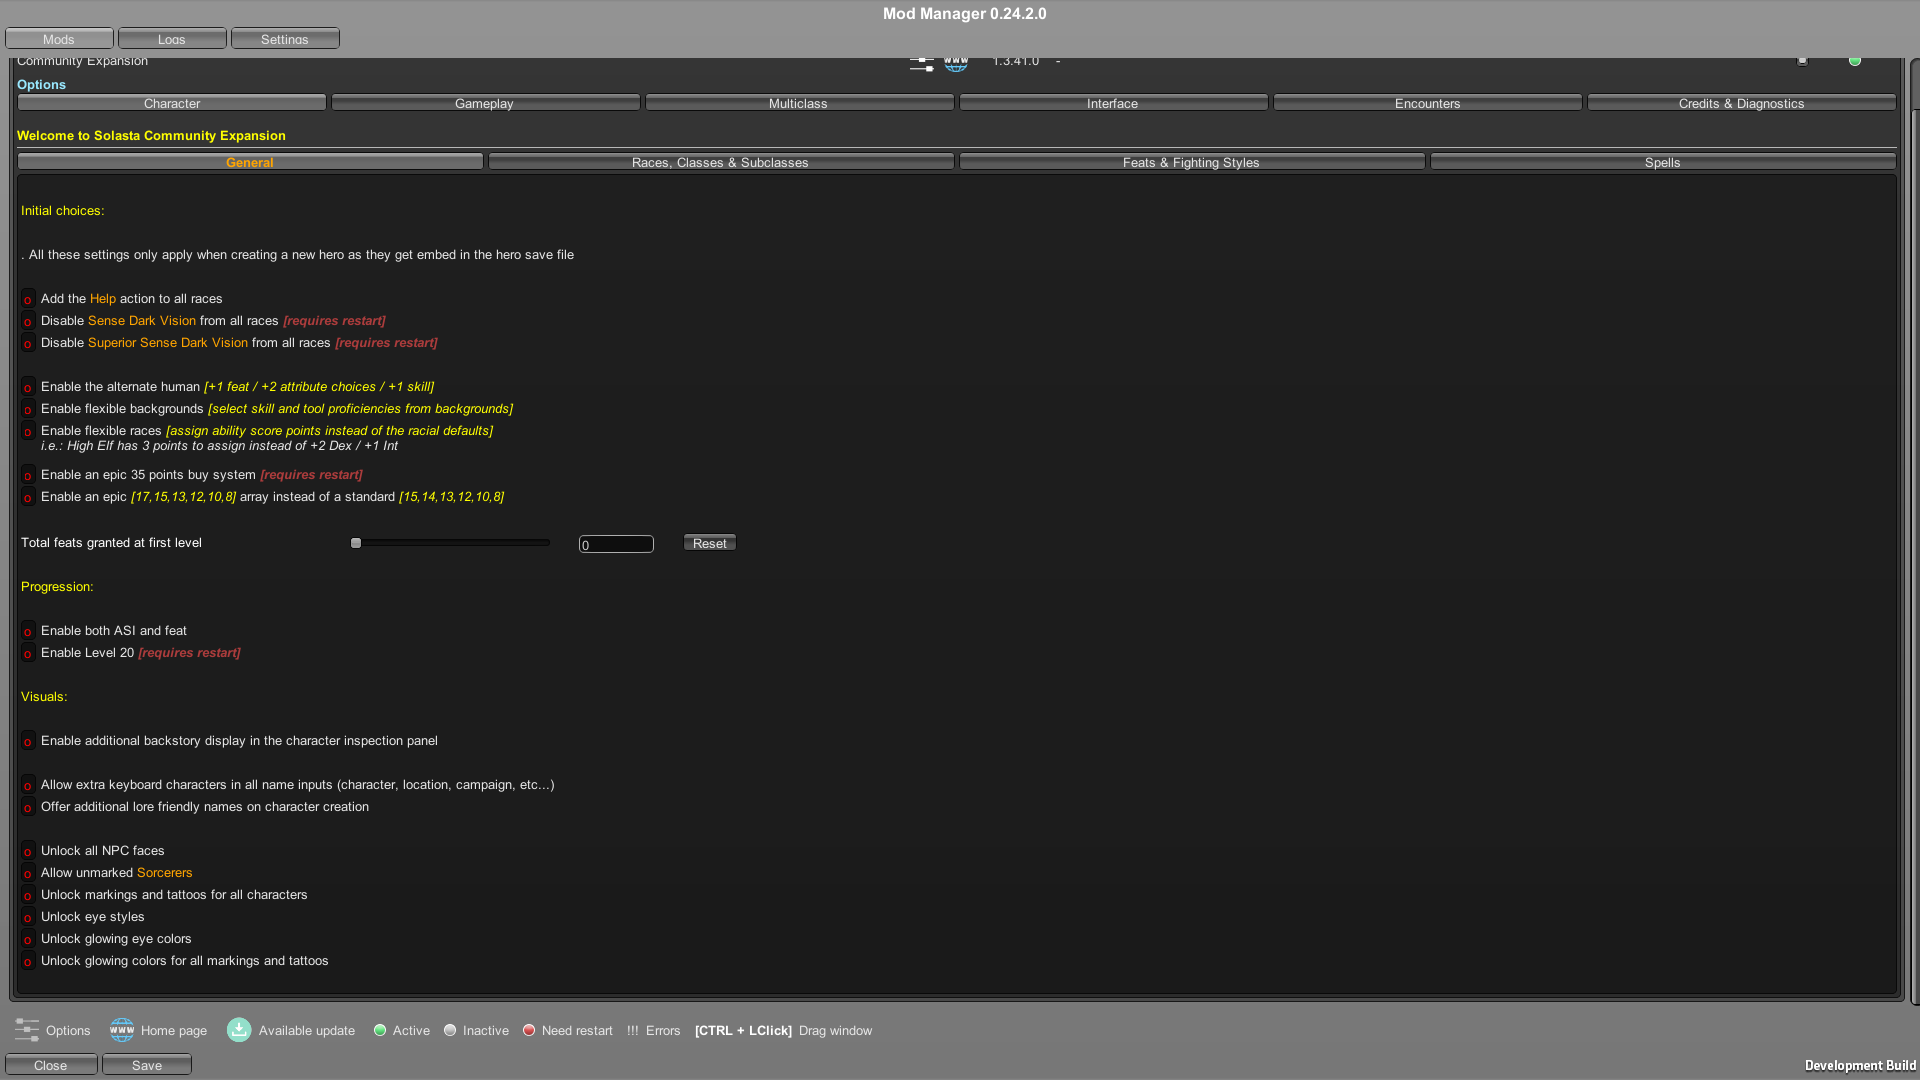 Mod Manager 0.24.2.0
Mods Logs Settings
Community Expansion WWW 1.3.41.0 -
Options
Character Gameplay Multiclass Interface Encounters Credits & Diagnostics
Welcome to Solasta Community Expansion
General Races, Classes & Subclasses Feats & Fighting Styles Spells
Initial choices:
. All these settings only apply when creating a new hero as they get embed in the hero save file
o Add the Help action to all races
o Disable Sense Dark Vision from all races [requires restart]
o Disable Superior Sense Dark Vision from all races [requires restart]
o Enable the alternate human [+1 feat / +2 attribute choices / +1 skill]
o Enable flexible backgrounds [select skill and tool proficiencies from backgrounds]
o Enable flexible races [assign ability score points instead of the racial defaults]
i.e.: High Elf has 3 points to assign instead of +2 Dex / +1 Int
o Enable an epic 35 points buy system [requires restart]
o Enable an epic [17,15,13,12,10,8] array instead of a standard [15,14,13,12,10,8]
Total feats granted at first level 0 Reset
Progression:
o Enable both ASI and feat
o Enable Level 20 [requires restart]
Visuals:
o Enable additional backstory display in the character inspection panel
o Allow extra keyboard characters in all name inputs (character, location, campaign, etc...)
o Offer additional lore friendly names on character creation
o Unlock all NPC faces
o Allow unmarked Sorcerers
o Unlock markings and tattoos for all characters
o Unlock eye styles
o Unlock glowing eye colors
o Unlock glowing colors for all markings and tattoos
Options WWW Home page Available update Active Inactive Need restart !!! Errors [CTRL + LClick] Drag window
Close Save
Development Build